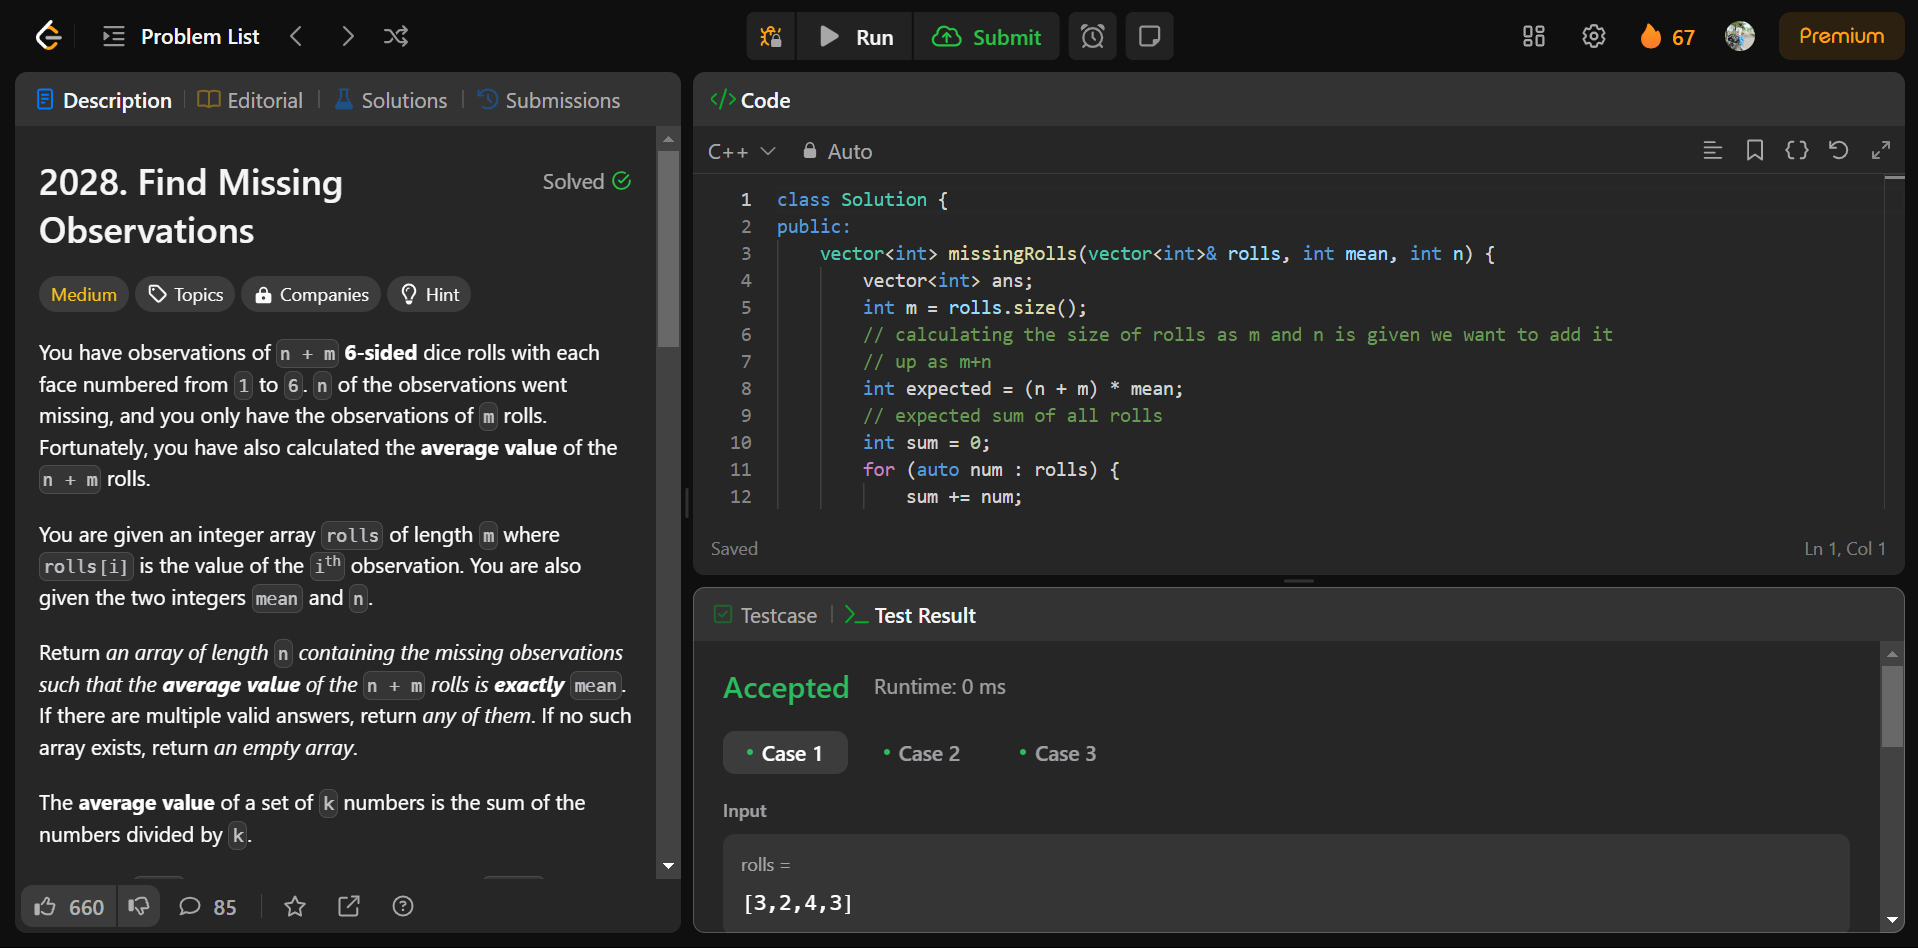 Problem List
Run
Submit
67
Premium
Description
Editorial
Solutions
Submissions
2028. Find Missing
Observations
Solved
Medium
Topics
Companies
Hint
You have observations of n + m 6-sided dice rolls with each
face numbered from 1 to 6. n of the observations went
missing, and you only have the observations of m rolls.
Fortunately, you have also calculated the average value of the
n + m rolls.
You are given an integer array rolls of length m where
rolls[i] is the value of the ith observation. You are also
given the two integers mean and n.
Return an array of length n containing the missing observations
such that the average value of the n + m rolls is exactly mean.
If there are multiple valid answers, return any of them. If no such
array exists, return an empty array.
The average value of a set of k numbers is the sum of the
numbers divided by k.
660
85
Code
C++
Auto
1 class Solution {
2 public:
3 vector<int> missingRolls(vector<int>& rolls, int mean, int n) {
4 vector<int> ans;
5 int m = rolls.size();
6 // calculating the size of rolls as m and n is given we want to add it
7 // up as m+n
8 int expected = (n + m) * mean;
9 // expected sum of all rolls
10 int sum = 0;
11 for (auto num : rolls) {
12 sum += num;
Saved
Ln 1, Col 1
Testcase
Test Result
Accepted
Runtime: 0 ms
Case 1
Case 2
Case 3
Input
rolls =
[3,2,4,3]